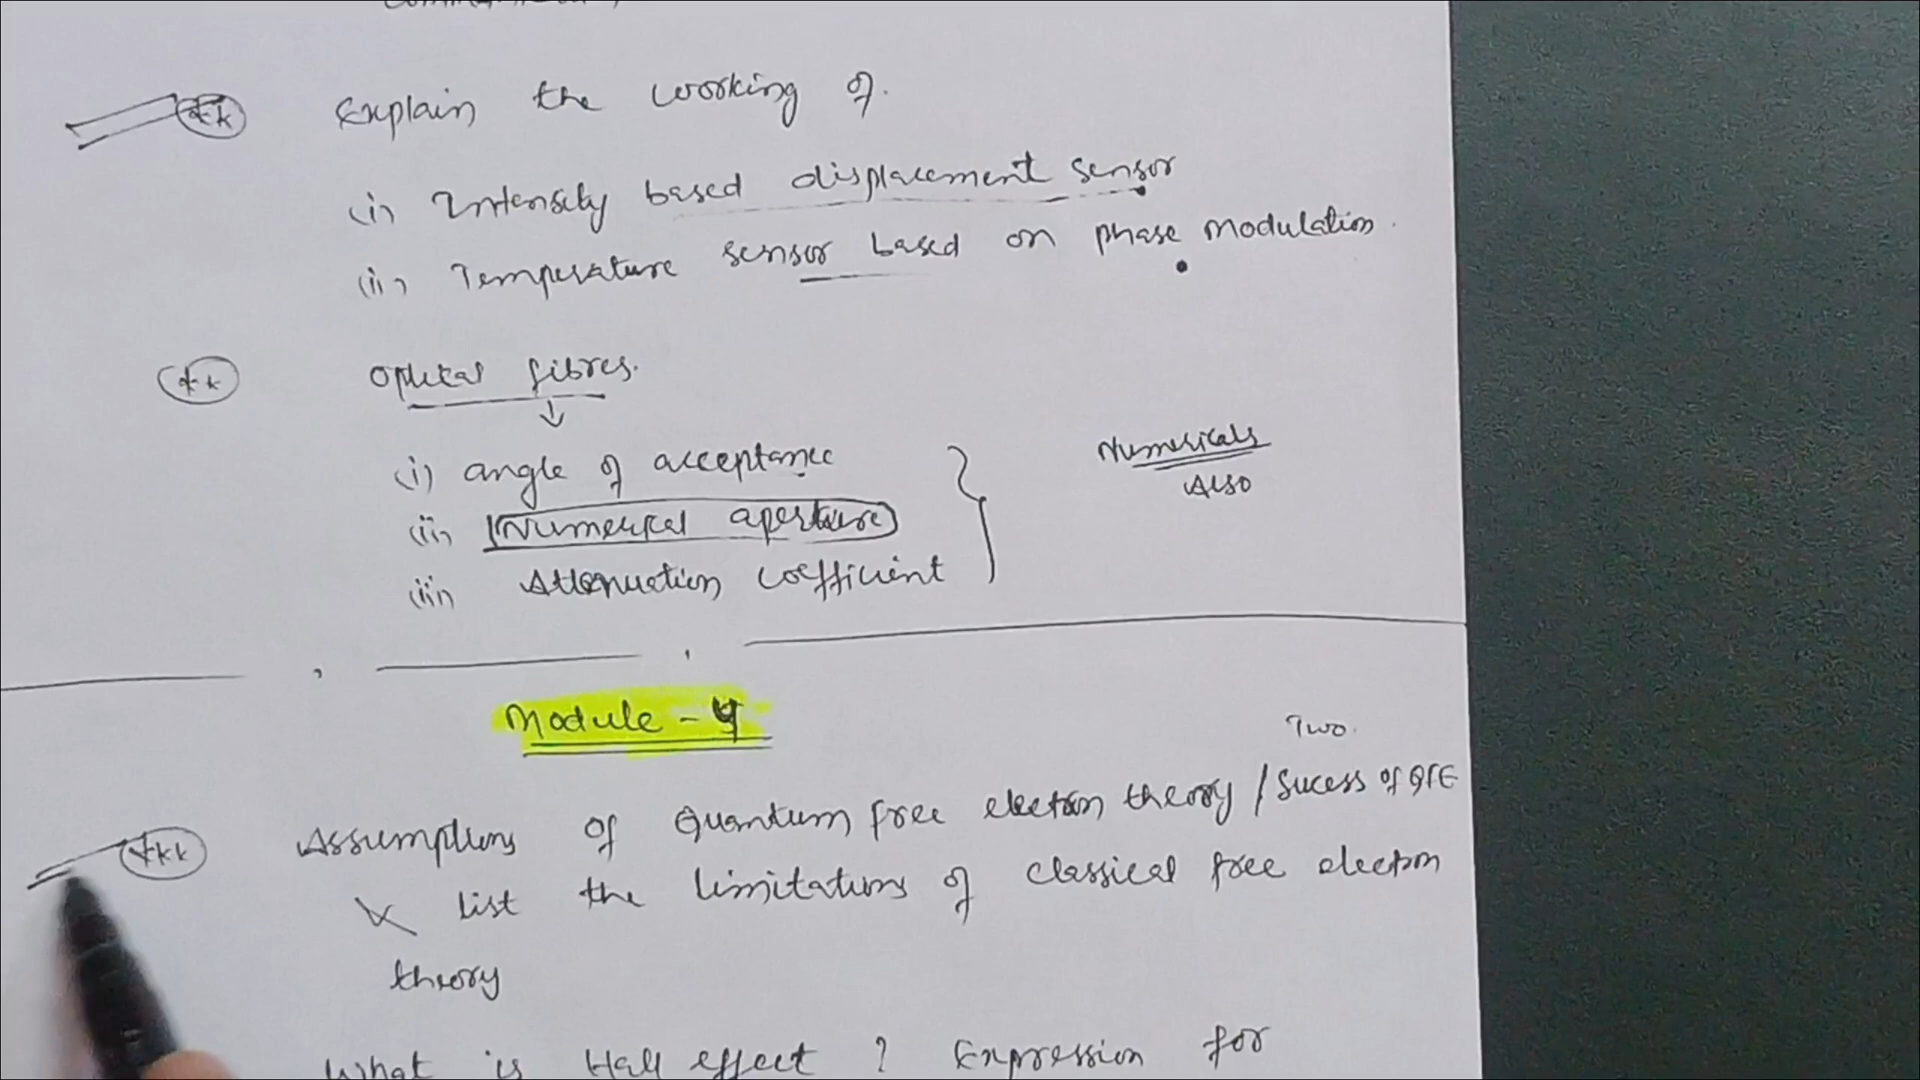 ** Explain the working of.
(i) Intensity based displacement sensor
(ii) Temperature sensor based on phase modulation.
** Optical fibres.
(i) angle of acceptance
(ii) Numerical aperture
(iii) Attenuation coefficient
Numericals
Also
Module - 4
Two.
*** Assumptions of Quantum free electron theory / Sucess of QFE
& List the limitations of classical free electron
theory
What is Hall effect ? Expression for